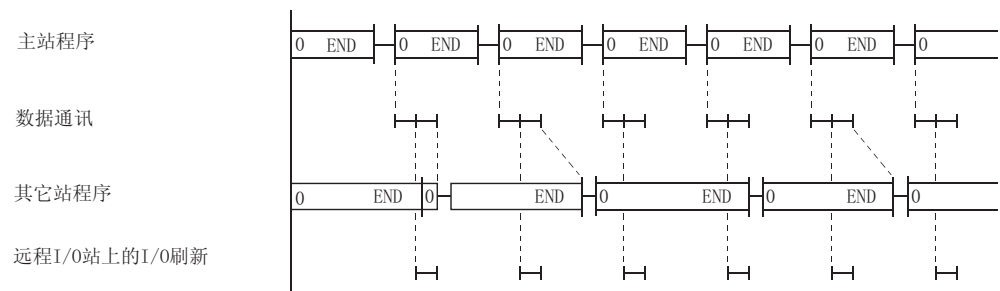 主站程序 0 END 0 END 0 END 0 END 0 END 0 END 0
数据通讯
其它站程序 0 END 0 END 0 END 0 END 0
远程I/O站上的I/O刷新